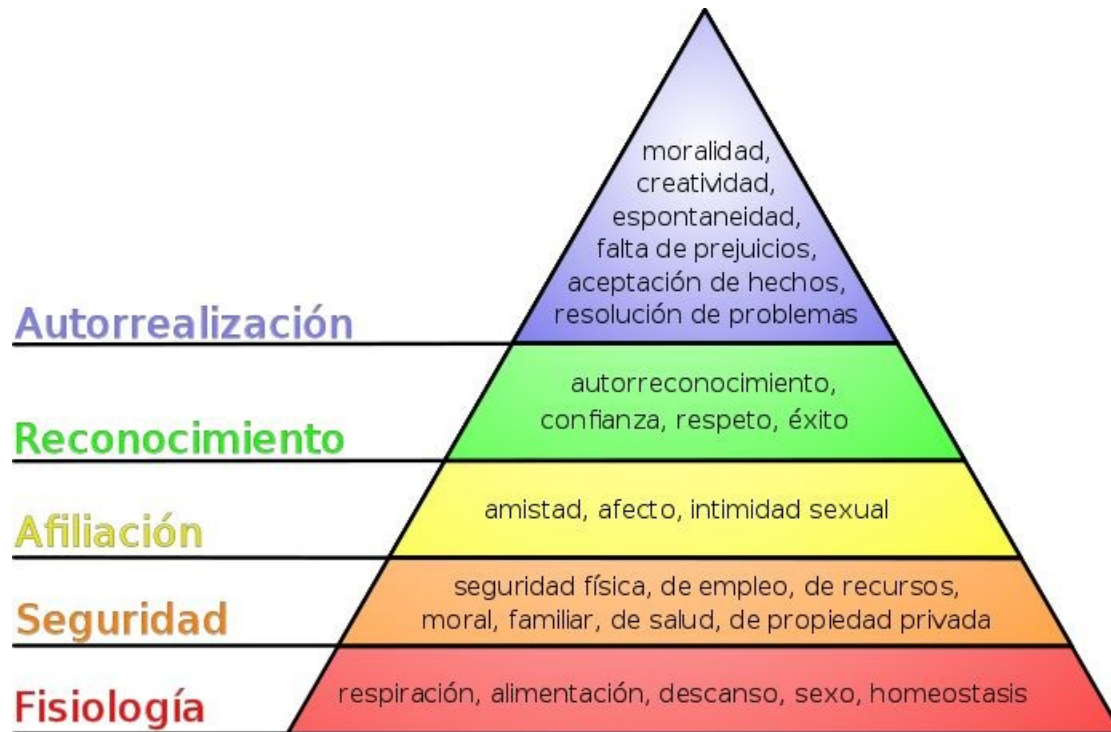 moralidad,
creatividad,
espontaneidad,
falta de prejuicios,
aceptación de hechos,
resolución de problemas
Autorrealización
autorreconocimiento,
confianza, respeto, éxito
Reconocimiento
amistad, afecto, intimidad sexual
Afiliación
seguridad física, de empleo, de recursos,
moral, familiar, de salud, de propiedad privada
Seguridad
respiración, alimentación, descanso, sexo, homeostasis
Fisiología